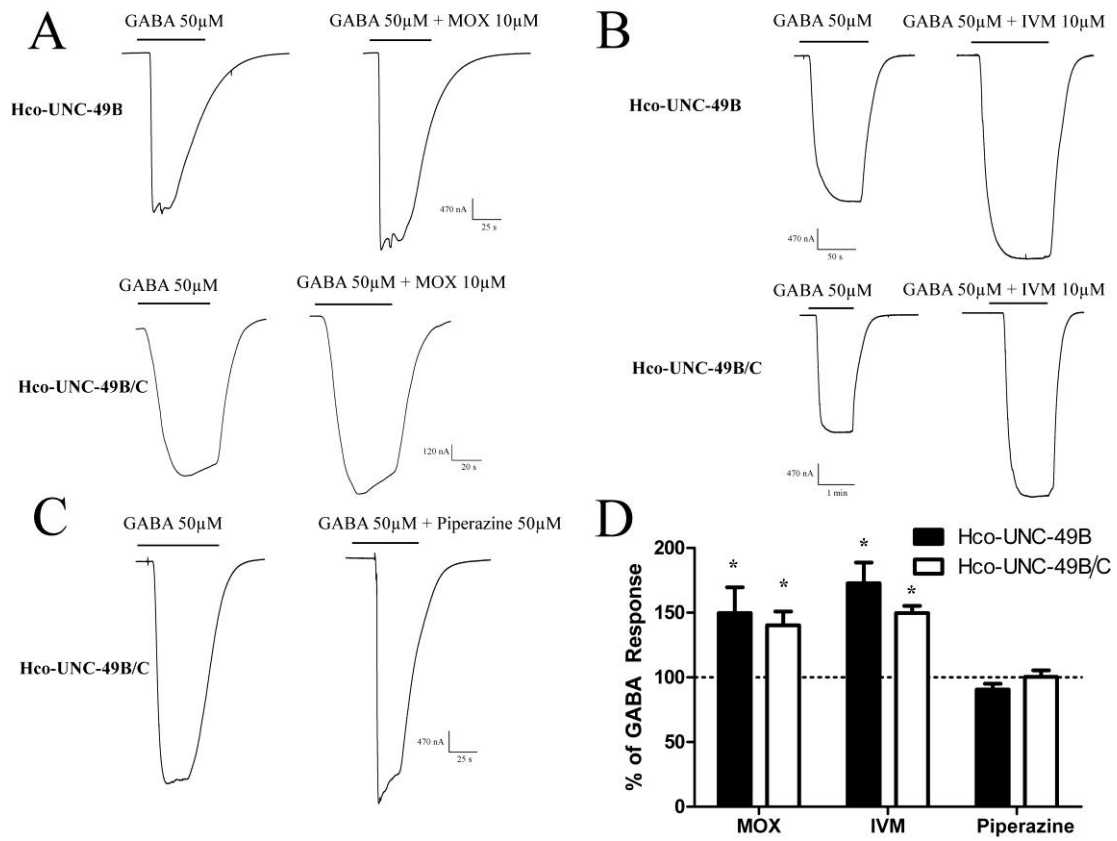 A
GABA 50µM
GABA 50µM + MOX 10µM
Hco-UNC-49B
470 nA
25 s
GABA 50µM
GABA 50µM + MOX 10µM
Hco-UNC-49B/C
120 nA
20 s
B
GABA 50µM
GABA 50µM + IVM 10µM
Hco-UNC-49B
470 nA
50 s
GABA 50µM
GABA 50µM + IVM 10µM
Hco-UNC-49B/C
470 nA
1 min
C
GABA 50µM
GABA 50µM + Piperazine 50µM
Hco-UNC-49B/C
470 nA
25 s
D
Hco-UNC-49B
Hco-UNC-49B/C
% of GABA Response
200
150
100
50
0
* * * *
MOX IVM Piperazine